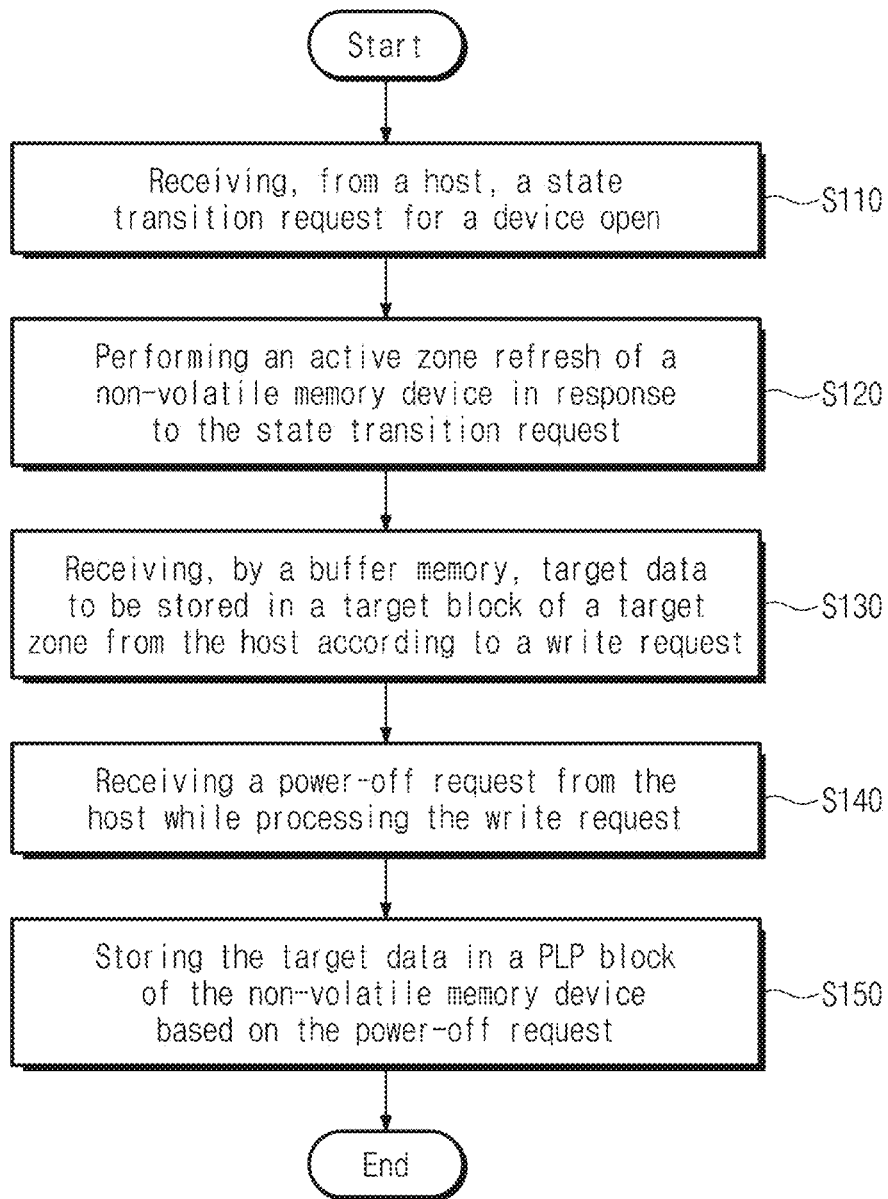 Start
Receiving, from a host, a state
transition request for a device open
S110
Performing an active zone refresh of a
non-volatile memory device in response
to the state transition request
S120
Receiving, by a buffer memory, target data
to be stored in a target block of a target
zone from the host according to a write request
S130
Receiving a power-off request from the
host while processing the write request
S140
Storing the target data in a PLP block
of the non-volatile memory device
based on the power-off request
S150
End